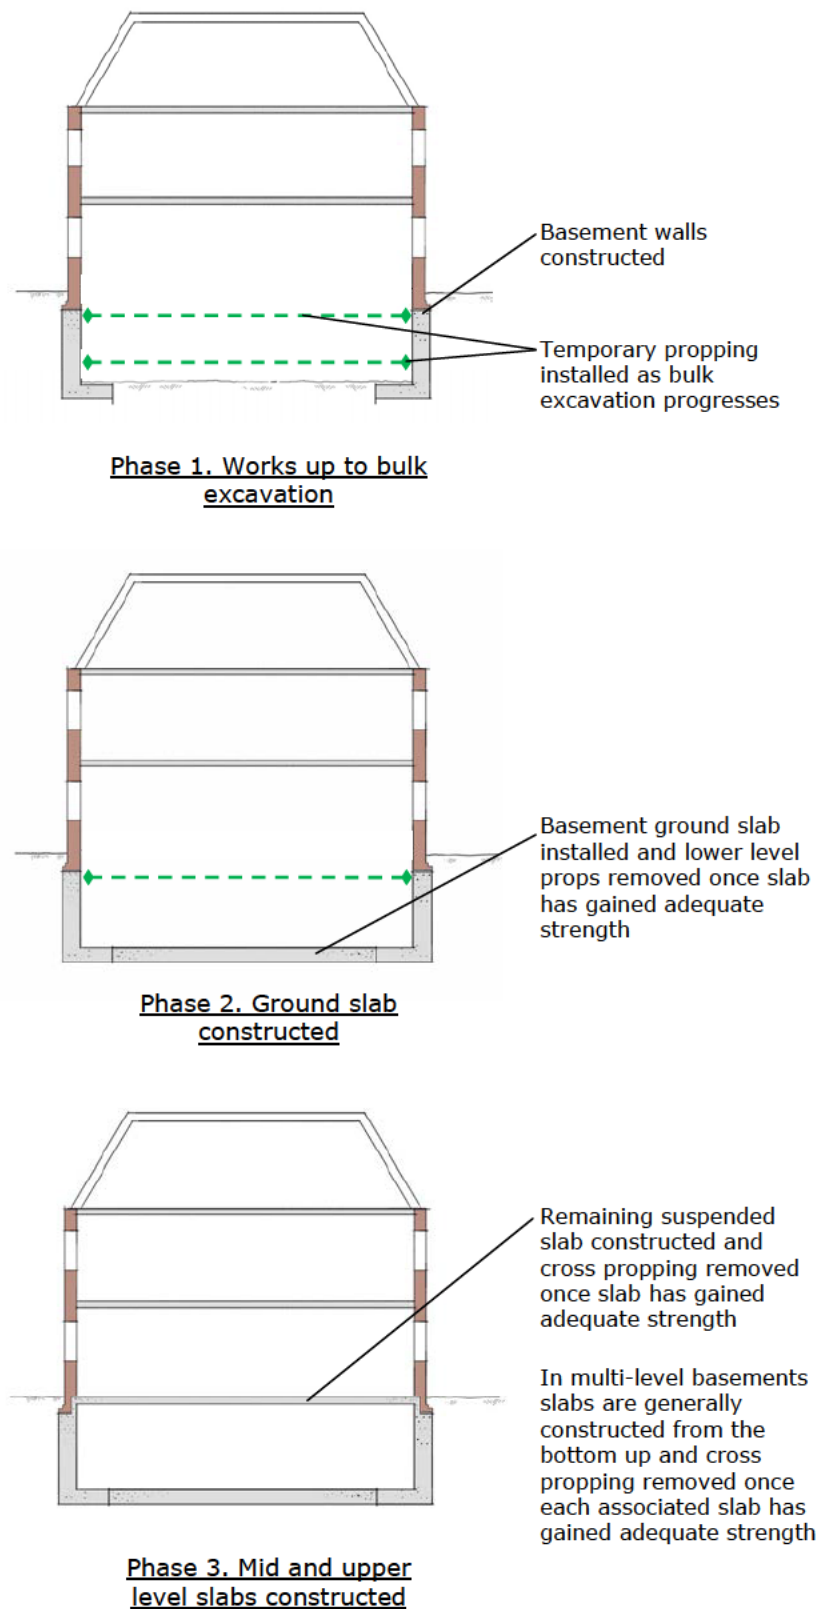 Basement walls
constructed
Temporary propping
installed as bulk
excavation progresses
Phase 1. Works up to bulk
excavation
Basement ground slab
installed and lower level
props removed once slab
has gained adequate
strength
Phase 2. Ground slab
constructed
Remaining suspended
slab constructed and
cross propping removed
once slab has gained
adequate strength
In multi-level basements
slabs are generally
constructed from the
bottom up and cross
propping removed once
each associated slab has
gained adequate strength
Phase 3. Mid and upper
level slabs constructed